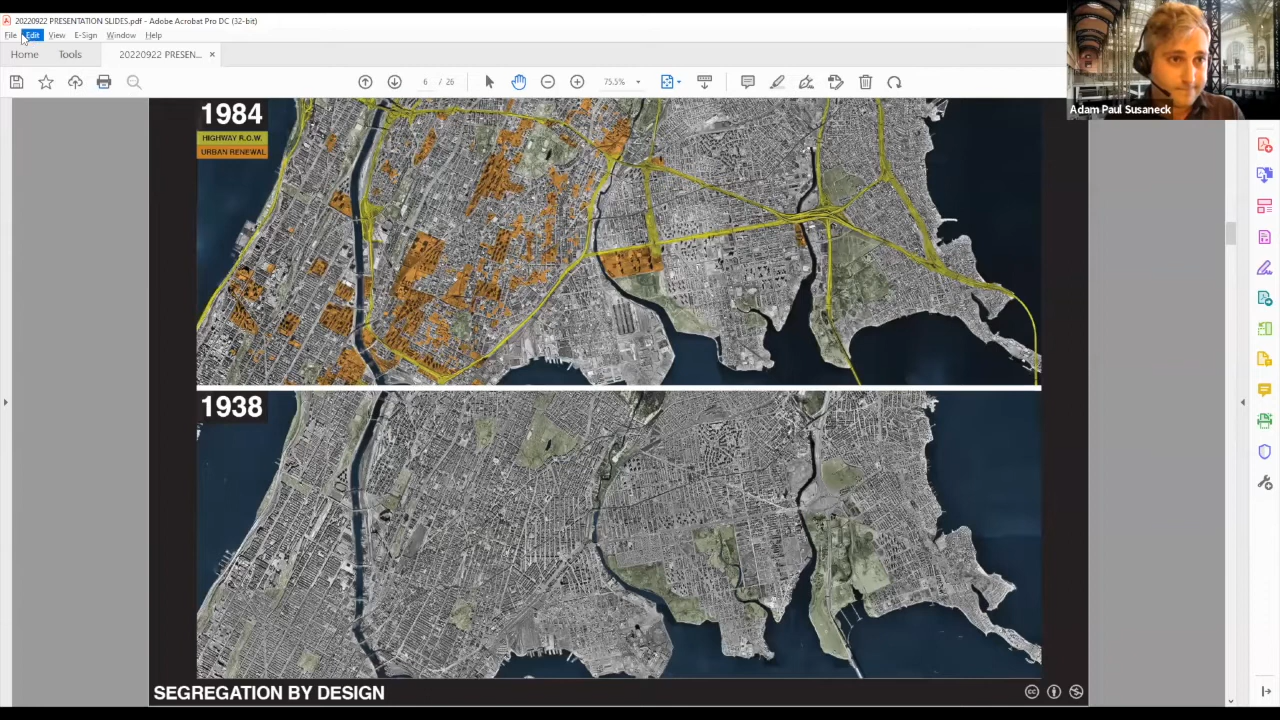 20220922 PRESENTATION SLIDES.pdf - Adobe Acrobat Pro DC (32-bit)
File Edit View E-Sign Window Help
Home Tools 20220922 PRESEN... ×
6 / 26 75.5%
Adam Paul Susaneck
1984
HIGHWAY R.O.W.
URBAN RENEWAL
1938
SEGREGATION BY DESIGN